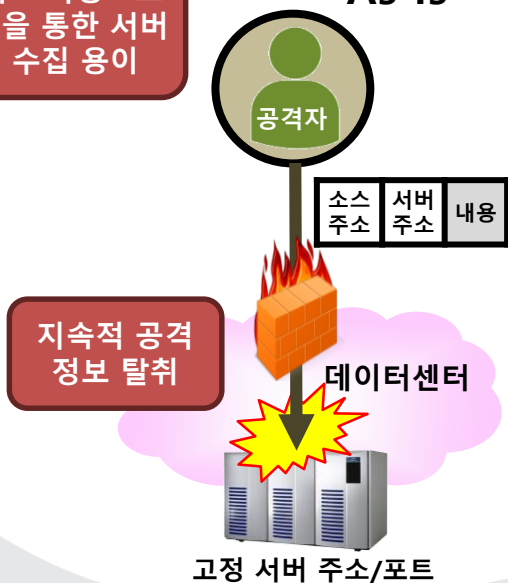 을 통한 서버
수집 용이
공격자
소스
주소
서버
주소
내용
지속적 공격
정보 탈취
데이터센터
고정 서버 주소/포트